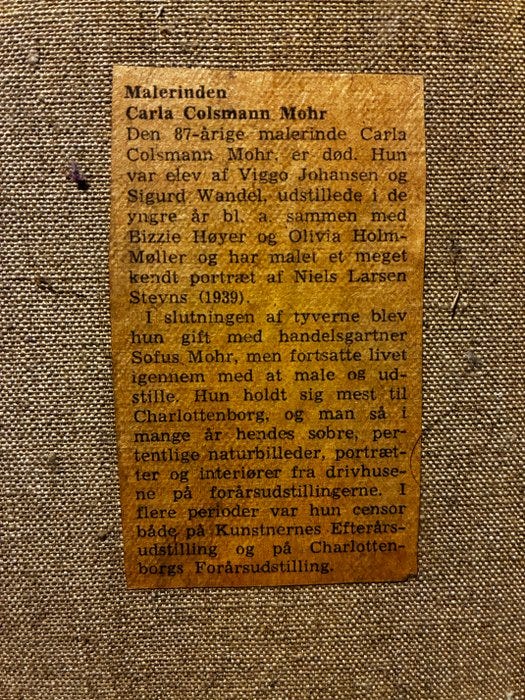 Malerinden
Carla Colsmann Mohr
Den 87-årige malerinde Carla
Colsmann Mohr, er død. Hun
var elev af Viggo Johansen og
Sigurd Wandel, udstillede i de
yngre år bl. a. sammen med
Bizzie Høyer og Olivia Holm-
Møller og har malet et meget
kendt portræt af Niels Larsen
Stevns (1939).
I slutningen af tyverne blev
hun gift med handelsgartner
Sofus Mohr, men fortsatte livet
igennem med at male og ud-
stille. Hun holdt sig mest til
Charlottenborg, og man så i
mange år hendes sobre, per-
tentlige naturbilleder, portræt-
ter og interiører fra drivhuse-
ne på forårsudstillingerne. I
flere perioder var hun censor
både på Kunstnernes Efterårs-
udstilling og på Charlotten-
borgs Forårsudstilling.